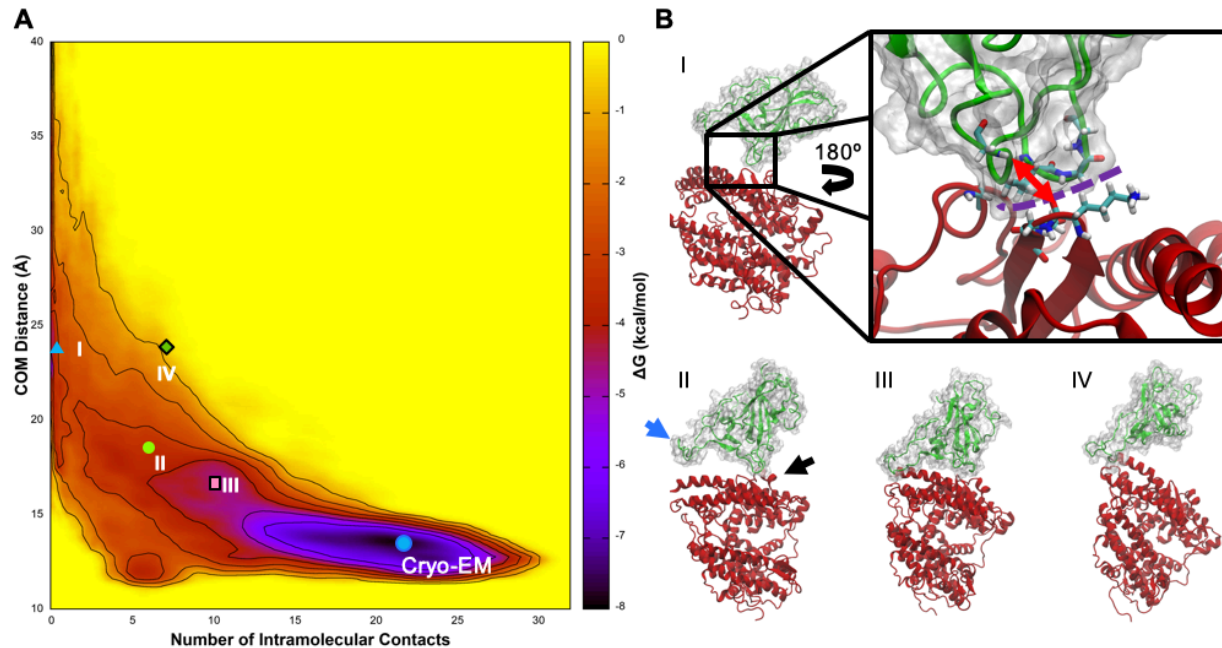 A
B
40
35
30
25
20
15
10
COM Distance (Å)
0
5
10
15
20
25
30
Number of Intramolecular Contacts
I
IV
II
III
Cryo-EM
0
-1
-2
-3
-4
-5
-6
-7
-8
ΔG (kcal/mol)
I
180º
II
III
IV